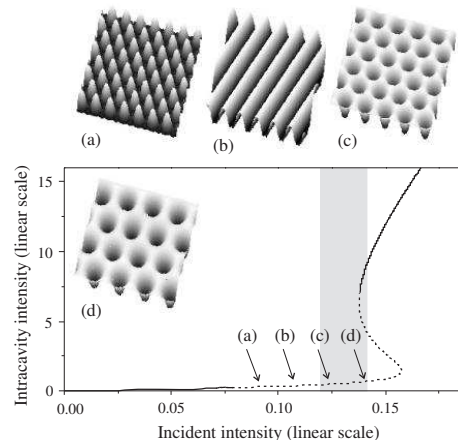 (a)
(b)
(c)
15
10
5
0
(d)
Intracavity intensity (linear scale)
(a)
(b)
(c)
(d)
0.00
0.05
0.10
0.15
Incident intensity (linear scale)